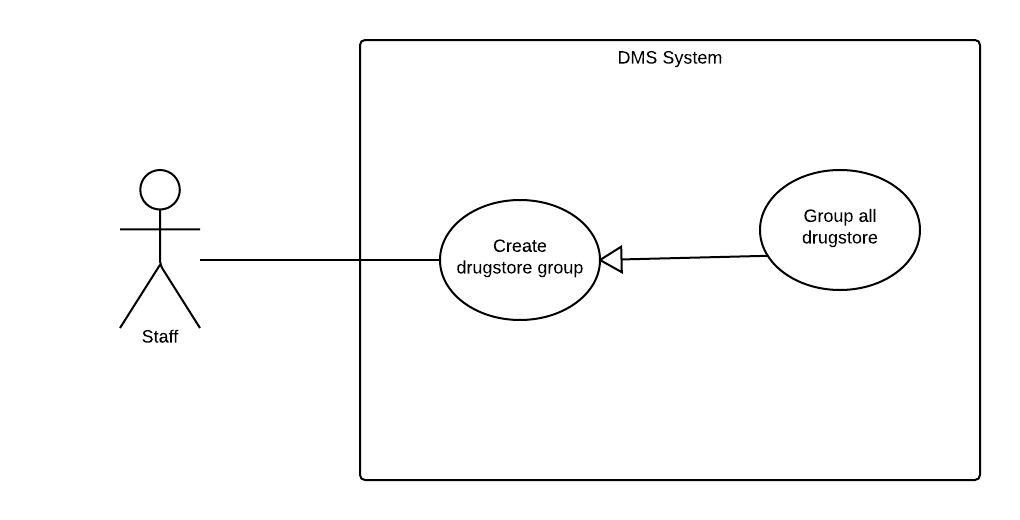 DMS System
Group all
drugstore
Create
drugstore group
Staff